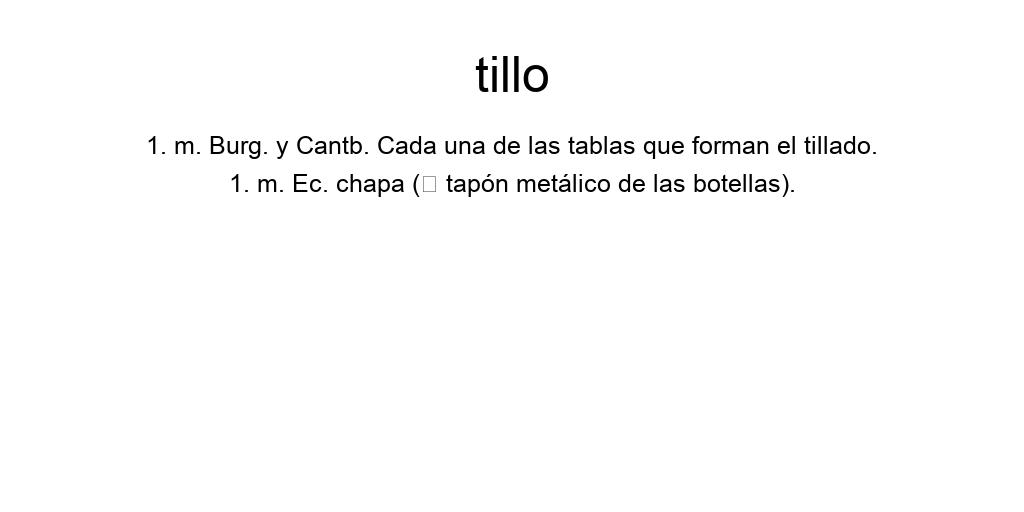 tillo
1. m. Burg. y Cantb. Cada una de las tablas que forman el tillado.
1. m. Ec. chapa (□ tapón metálico de las botellas).